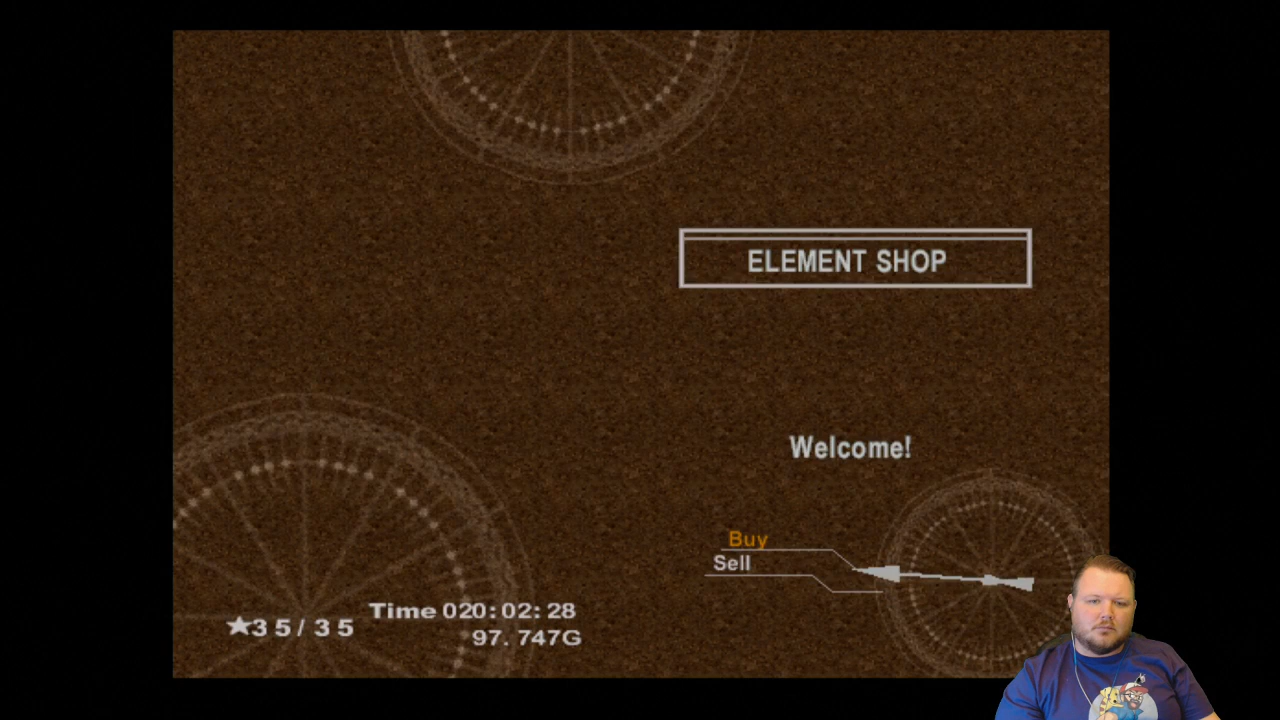 ELEMENT SHOP
Welcome!
Buy
Sell
Time 020:02:28
★35/35
97.747G